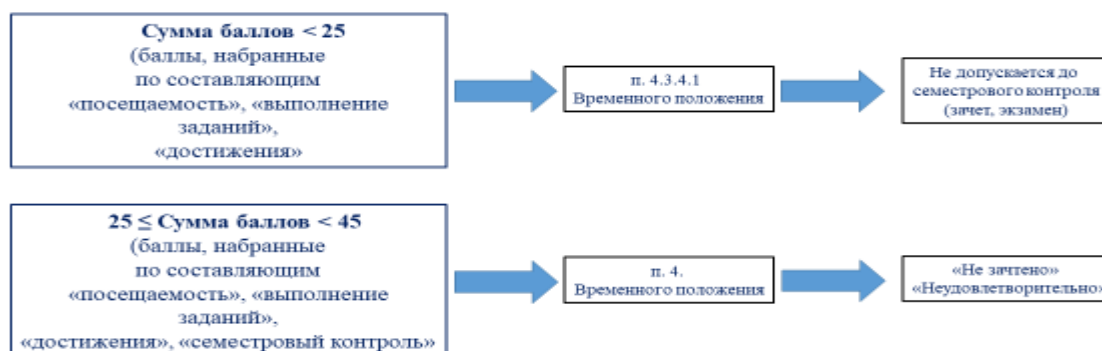 Сумма баллов < 25
(баллы, набранные
по составляющим
«посещаемость», «выполнение
заданий»,
«достижения»
п. 4.3.4.1
Временного положения
Не допускается до
семестрового контроля
(зачет, экзамен)
25 ≤ Сумма баллов < 45
(баллы, набранные
по составляющим
«посещаемость», «выполнение
заданий»,
«достижения», «семестровый контроль»
п. 4.
Временного положения
«Не зачтено»
«Неудовлетворительно»